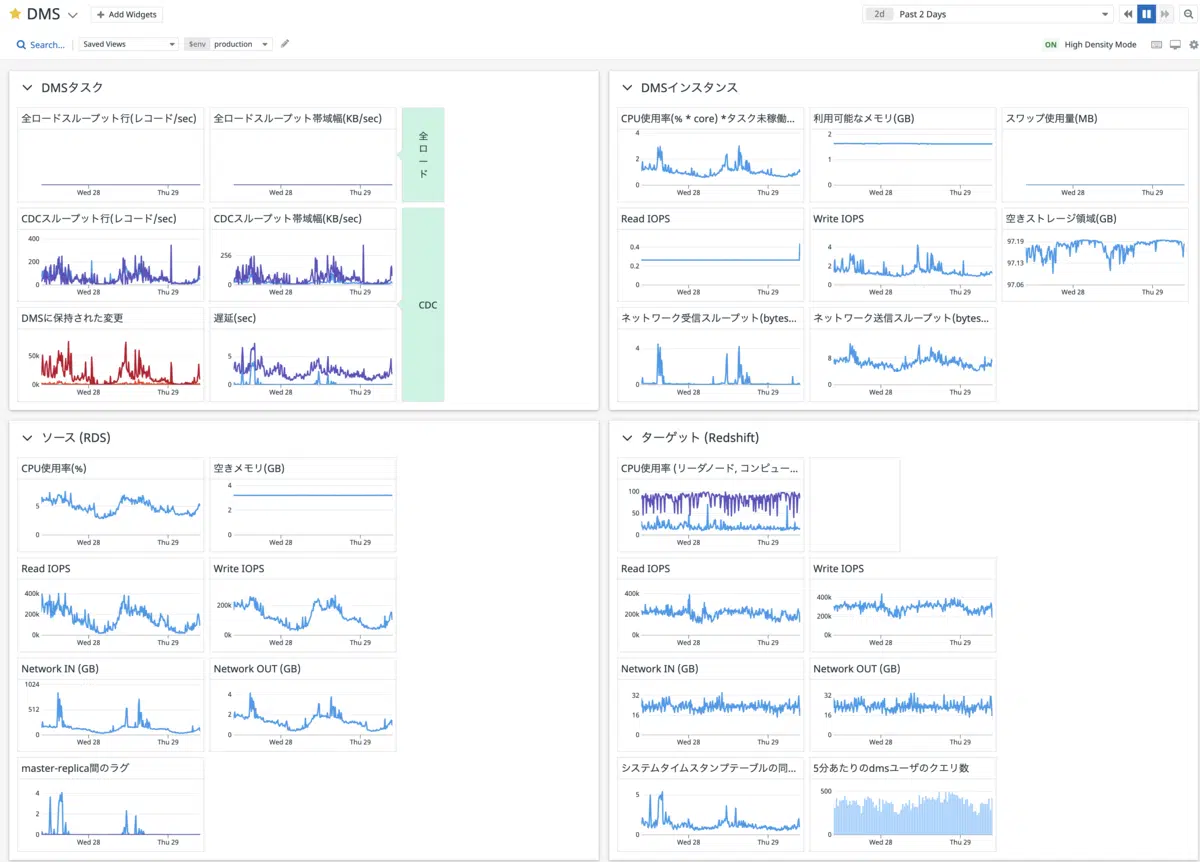 DMS
+ Add Widgets
2d Past 2 Days
Search...
Saved Views
$env production
ON High Density Mode
DMSタスク
全ロードスループット行(レコード/sec)
Wed 28 Thu 29
全ロードスループット帯域幅(KB/sec)
Wed 28 Thu 29
全ロード
CDCスループット行(レコード/sec)
400
200
0
Wed 28 Thu 29
CDCスループット帯域幅(KB/sec)
256
0
Wed 28 Thu 29
CDC
DMSに保持された変更
50k
0k
Wed 28 Thu 29
遅延(sec)
5
0
Wed 28 Thu 29
DMSインスタンス
CPU使用率(% * core) *タスク未稼働...
4
2
0
Wed 28 Thu 29
利用可能なメモリ(GB)
2
1
0
Wed 28 Thu 29
スワップ使用量(MB)
Wed 28 Thu 29
Read IOPS
0.4
0.2
0
Wed 28 Thu 29
Write IOPS
4
2
0
Wed 28 Thu 29
空きストレージ領域(GB)
97.19
97.13
97.06
Wed 28 Thu 29
ネットワーク受信スループット(bytes...
4
0
Wed 28 Thu 29
ネットワーク送信スループット(bytes...
8
0
Wed 28 Thu 29
ソース (RDS)
CPU使用率(%)
5
0
Wed 28 Thu 29
空きメモリ(GB)
4
2
0
Wed 28 Thu 29
Read IOPS
400k
200k
0k
Wed 28 Thu 29
Write IOPS
200k
0k
Wed 28 Thu 29
Network IN (GB)
1024
512
0
Wed 28 Thu 29
Network OUT (GB)
4
2
0
Wed 28 Thu 29
master-replica間のラグ
4
2
0
Wed 28 Thu 29
ターゲット (Redshift)
CPU使用率 (リーダノード, コンピュー...
100
50
0
Wed 28 Thu 29
Read IOPS
400k
200k
0k
Wed 28 Thu 29
Write IOPS
400k
200k
0k
Wed 28 Thu 29
Network IN (GB)
32
16
0
Wed 28 Thu 29
Network OUT (GB)
32
16
0
Wed 28 Thu 29
システムタイムスタンプテーブルの同...
5
0
Wed 28 Thu 29
5分あたりのdmsユーザのクエリ数
500
0
Wed 28 Thu 29